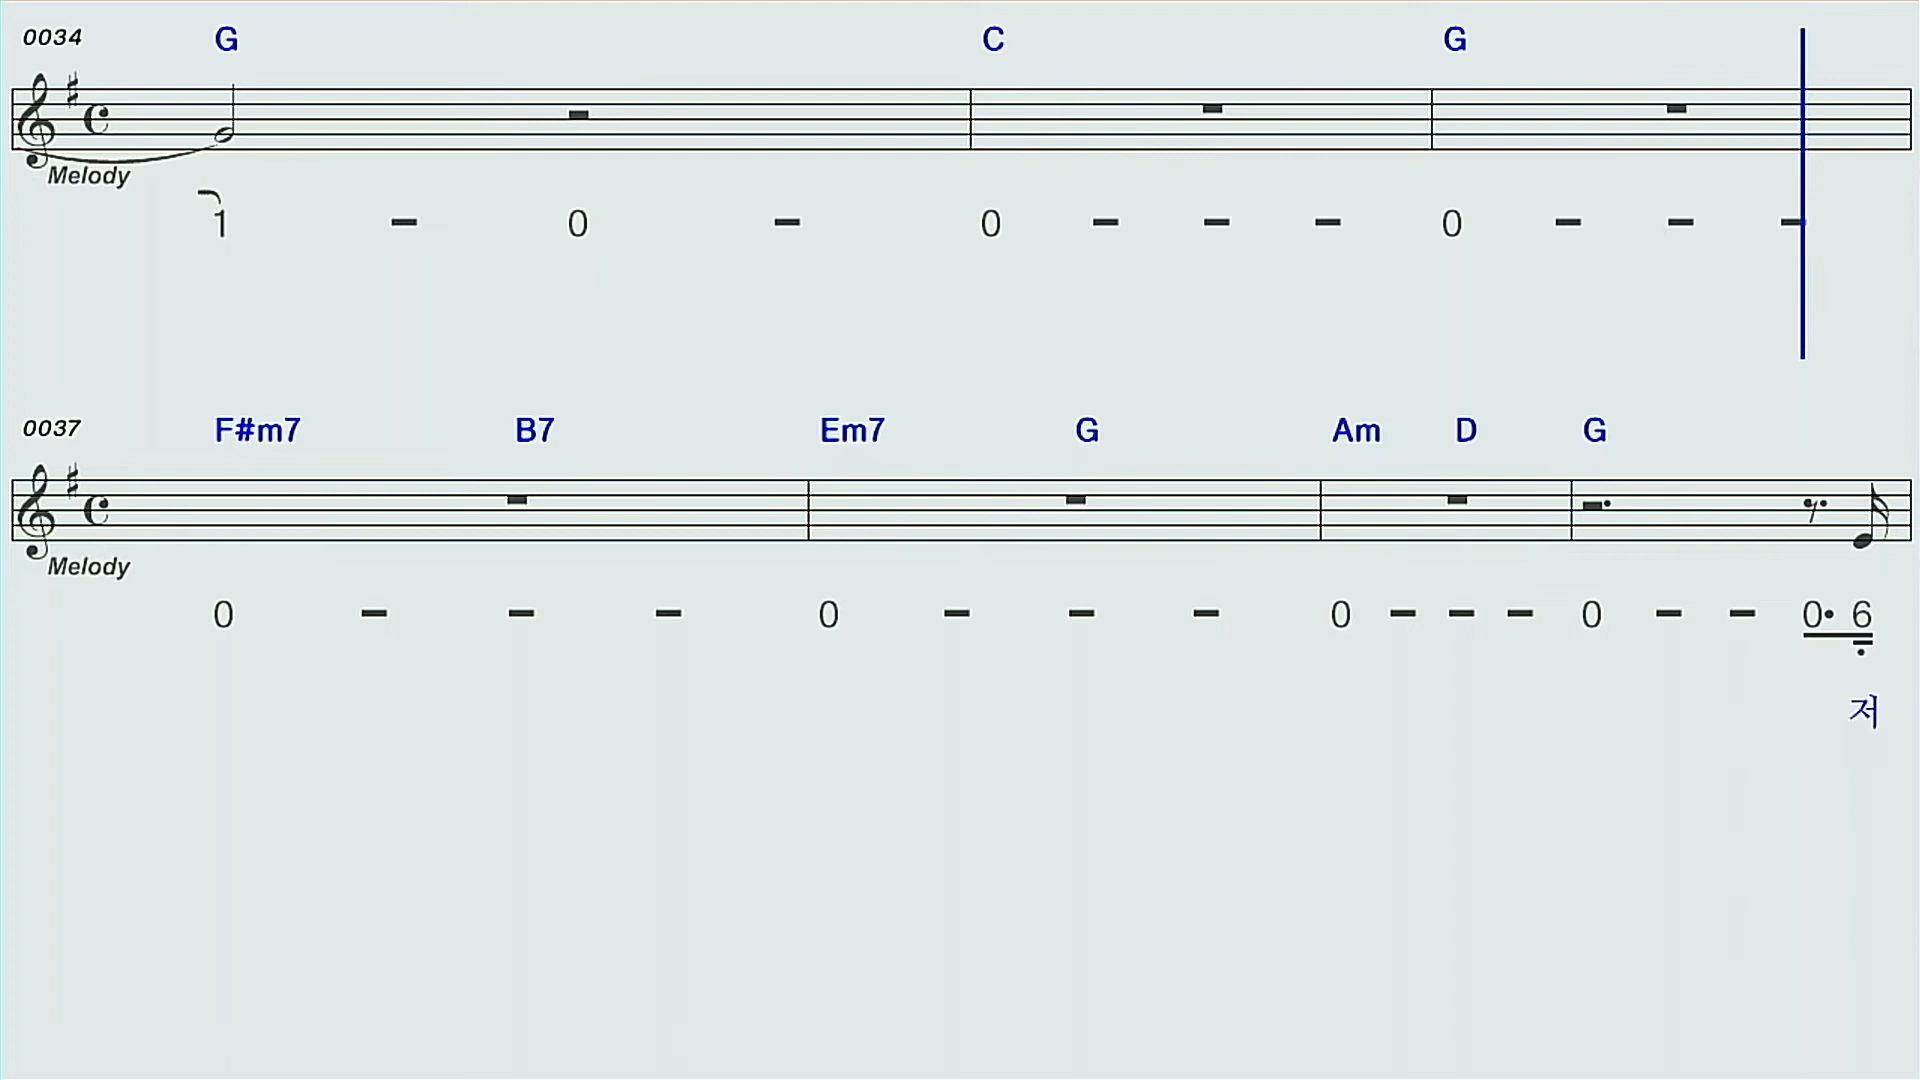 0034 G C G
Melody
1 - 0 - 0 - - - 0 - - -
0037 F#m7 B7 Em7 G Am D G
Melody
0 - - - 0 - - - 0 - - - 0 - - 0· 6
저